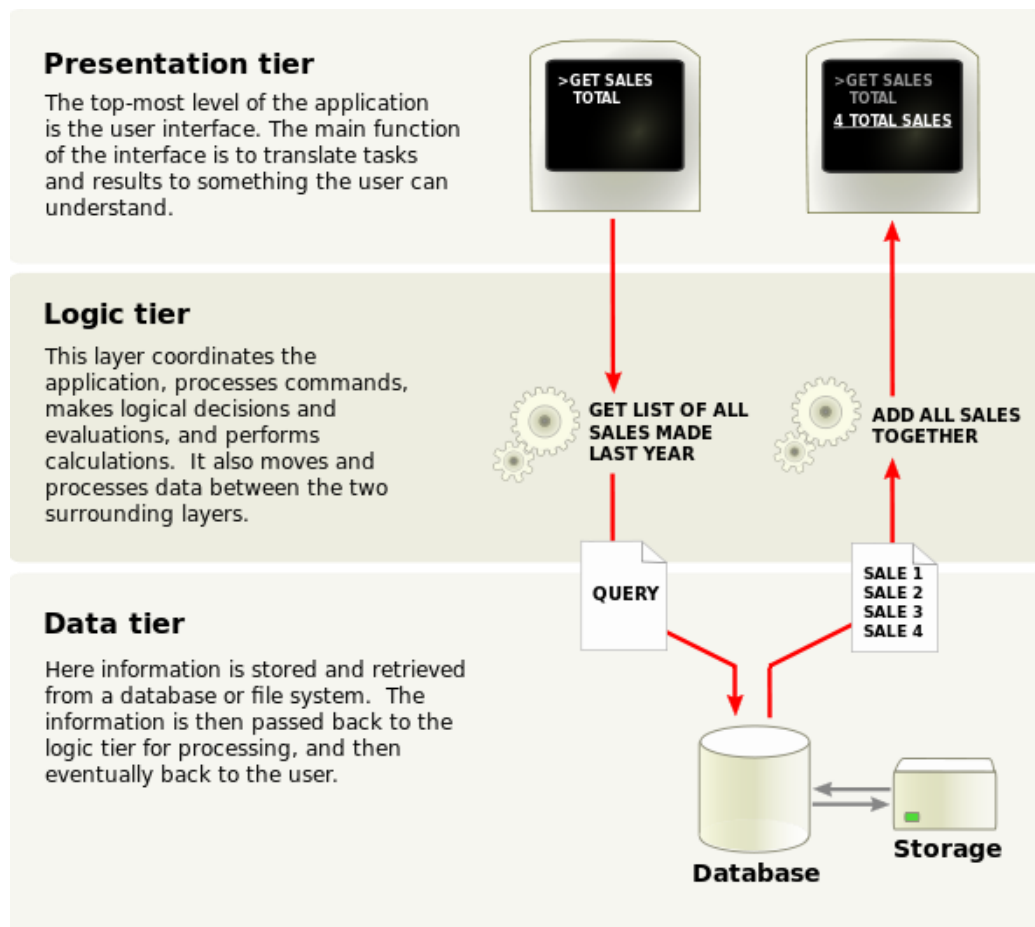 Presentation tier
The top-most level of the application
is the user interface. The main function
of the interface is to translate tasks
and results to something the user can
understand.
>GET SALES
TOTAL
>GET SALES
TOTAL
4 TOTAL SALES
Logic tier
This layer coordinates the
application, processes commands,
makes logical decisions and
evaluations, and performs
calculations. It also moves and
processes data between the two
surrounding layers.
GET LIST OF ALL
SALES MADE
LAST YEAR
ADD ALL SALES
TOGETHER
QUERY
SALE 1
SALE 2
SALE 3
SALE 4
Data tier
Here information is stored and retrieved
from a database or file system. The
information is then passed back to the
logic tier for processing, and then
eventually back to the user.
Database
Storage